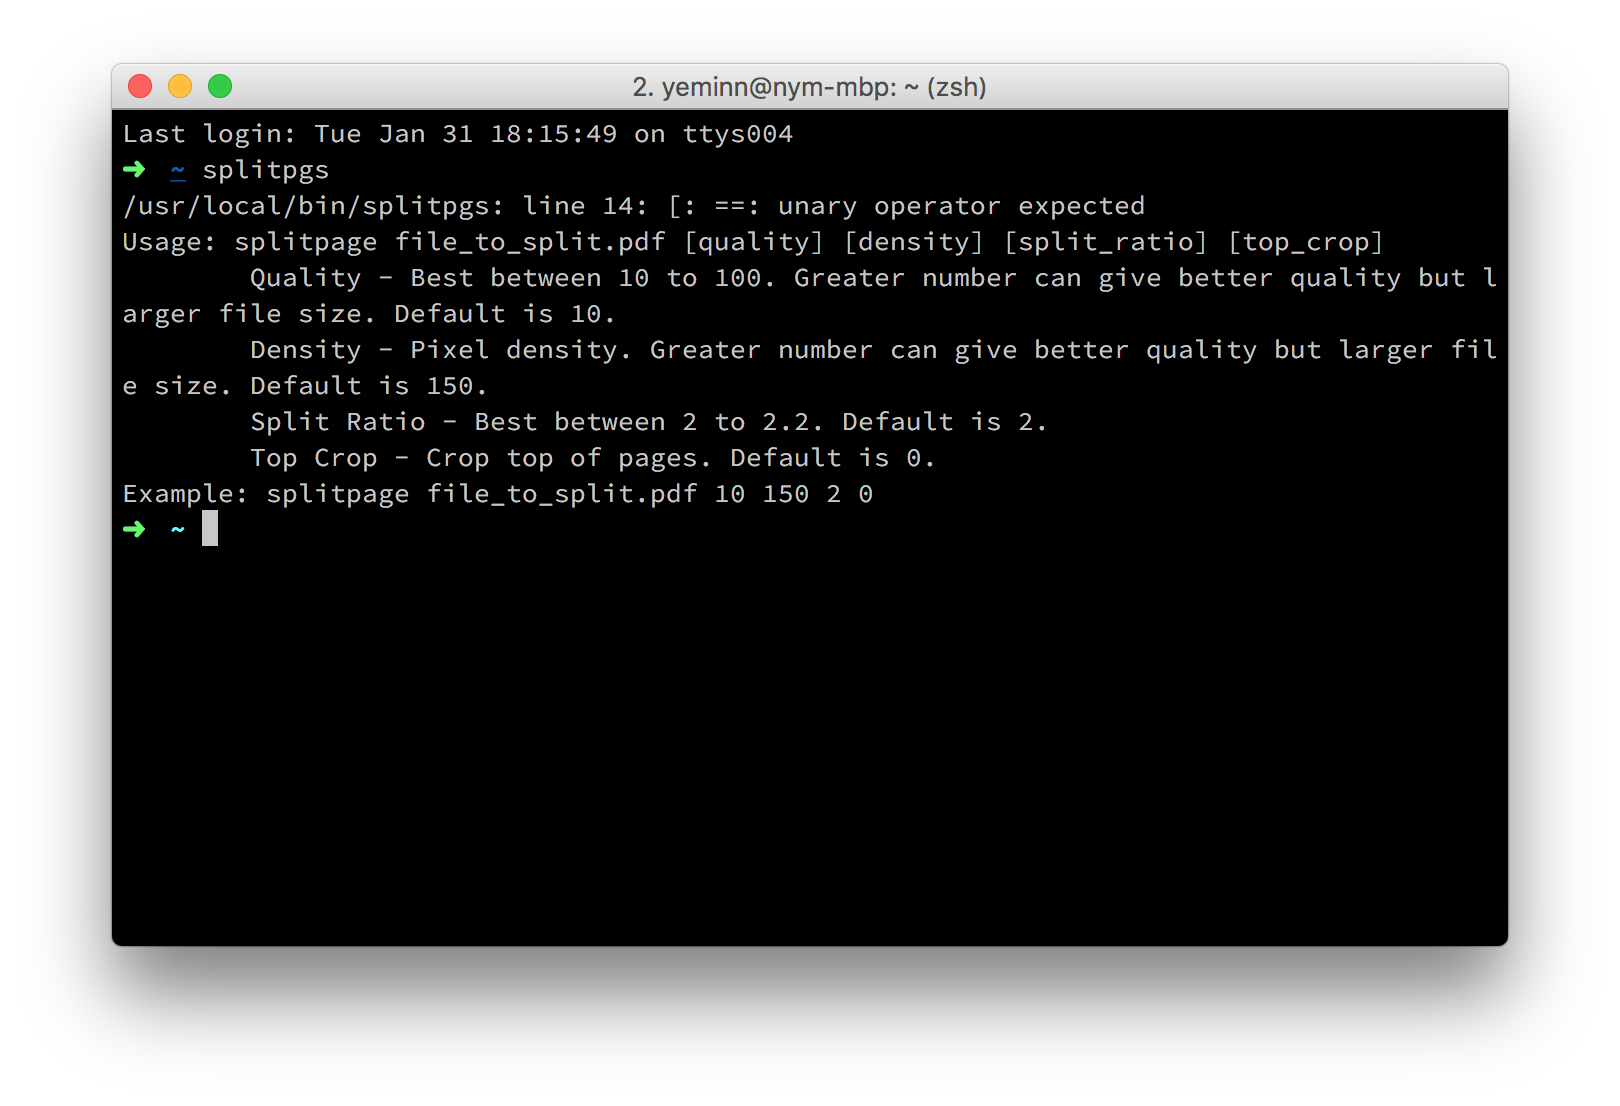 2. yeminn@nym-mbp: ~ (zsh)
Last login: Tue Jan 31 18:15:49 on ttys004
➜  ~ splitpgs
/usr/local/bin/splitpgs: line 14: [: ==: unary operator expected
Usage: splitpage file_to_split.pdf [quality] [density] [split_ratio] [top_crop]
        Quality - Best between 10 to 100. Greater number can give better quality but l
arger file size. Default is 10.
        Density - Pixel density. Greater number can give better quality but larger fil
e size. Default is 150.
        Split Ratio - Best between 2 to 2.2. Default is 2.
        Top Crop - Crop top of pages. Default is 0.
Example: splitpage file_to_split.pdf 10 150 2 0
➜  ~